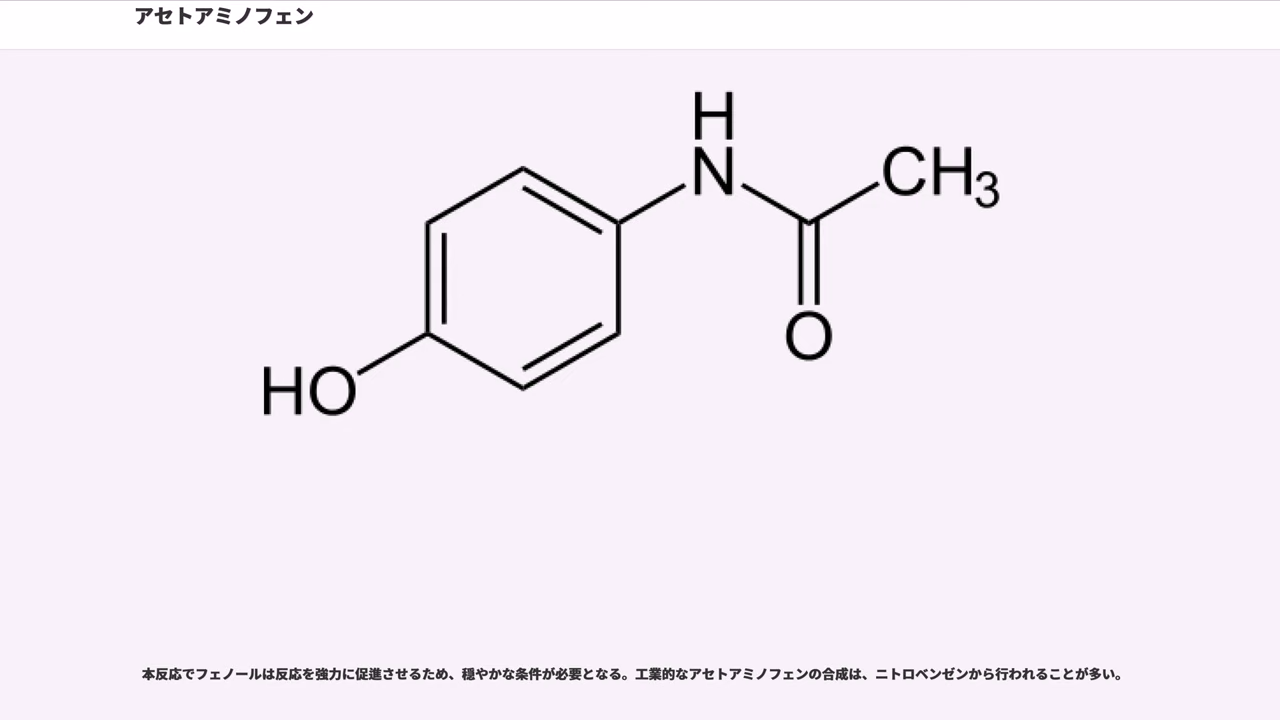 アセトアミノフェン
H
N
CH3
O
HO
本反応でフェノールは反応を強力に促進させるため、穏やかな条件が必要となる。工業的なアセトアミノフェンの合成は、ニトロベンゼンから行われることが多い。